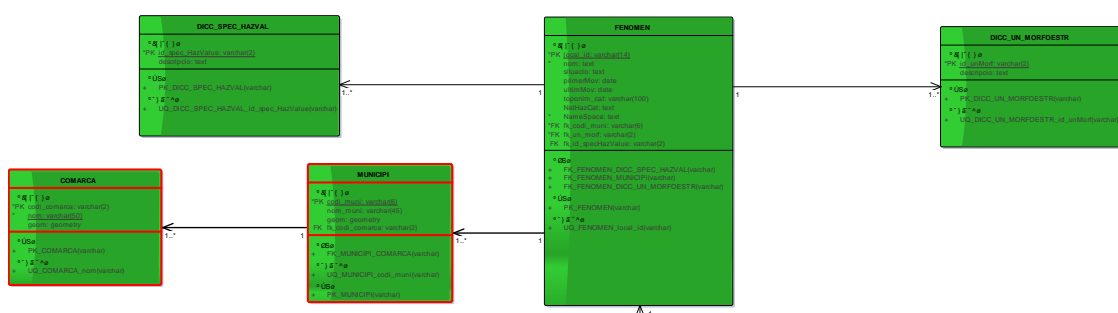 DICC_SPEC_HAZVAL
*PK id_spec_HazValue: varchar(2)
descripcio: text
+ PK_DICC_SPEC_HAZVAL(varchar)
+ UQ_DICC_SPEC_HAZVAL_id_spec_HazValue(varchar)
1..*
1
FENOMEN
*PK local_id: varchar(14)
* nom: text
situacio: text
primerMov: date
ultimMov: date
toponim_cat: varchar(100)
NatHazCat: text
* NameSpace: text
*FK fk_codi_muni: varchar(6)
*FK fk_un_morf: varchar(2)
FK fk_id_specHazValue: varchar(2)
+ FK_FENOMEN_DICC_SPEC_HAZVAL(varchar)
+ FK_FENOMEN_MUNICIPI(varchar)
+ FK_FENOMEN_DICC_UN_MORFOESTR(varchar)
+ PK_FENOMEN(varchar)
+ UQ_FENOMEN_local_id(varchar)
1
1..*
DICC_UN_MORFOESTR
*PK id_unMorf: varchar(2)
descripcio: text
+ PK_DICC_UN_MORFOESTR(varchar)
+ UQ_DICC_UN_MORFOESTR_id_unMorf(varchar)
COMARCA
*PK codi_comarca: varchar(2)
* nom: varchar(50)
geom: geometry
+ PK_COMARCA(varchar)
+ UQ_COMARCA_nom(varchar)
1..*
1
MUNICIPI
*PK codi_muni: varchar(6)
nom_muni: varchar(45)
geom: geometry
FK fk_codi_comarca: varchar(2)
+ FK_MUNICIPI_COMARCA(varchar)
+ UQ_MUNICIPI_codi_muni(varchar)
+ PK_MUNICIPI(varchar)
1..*
1